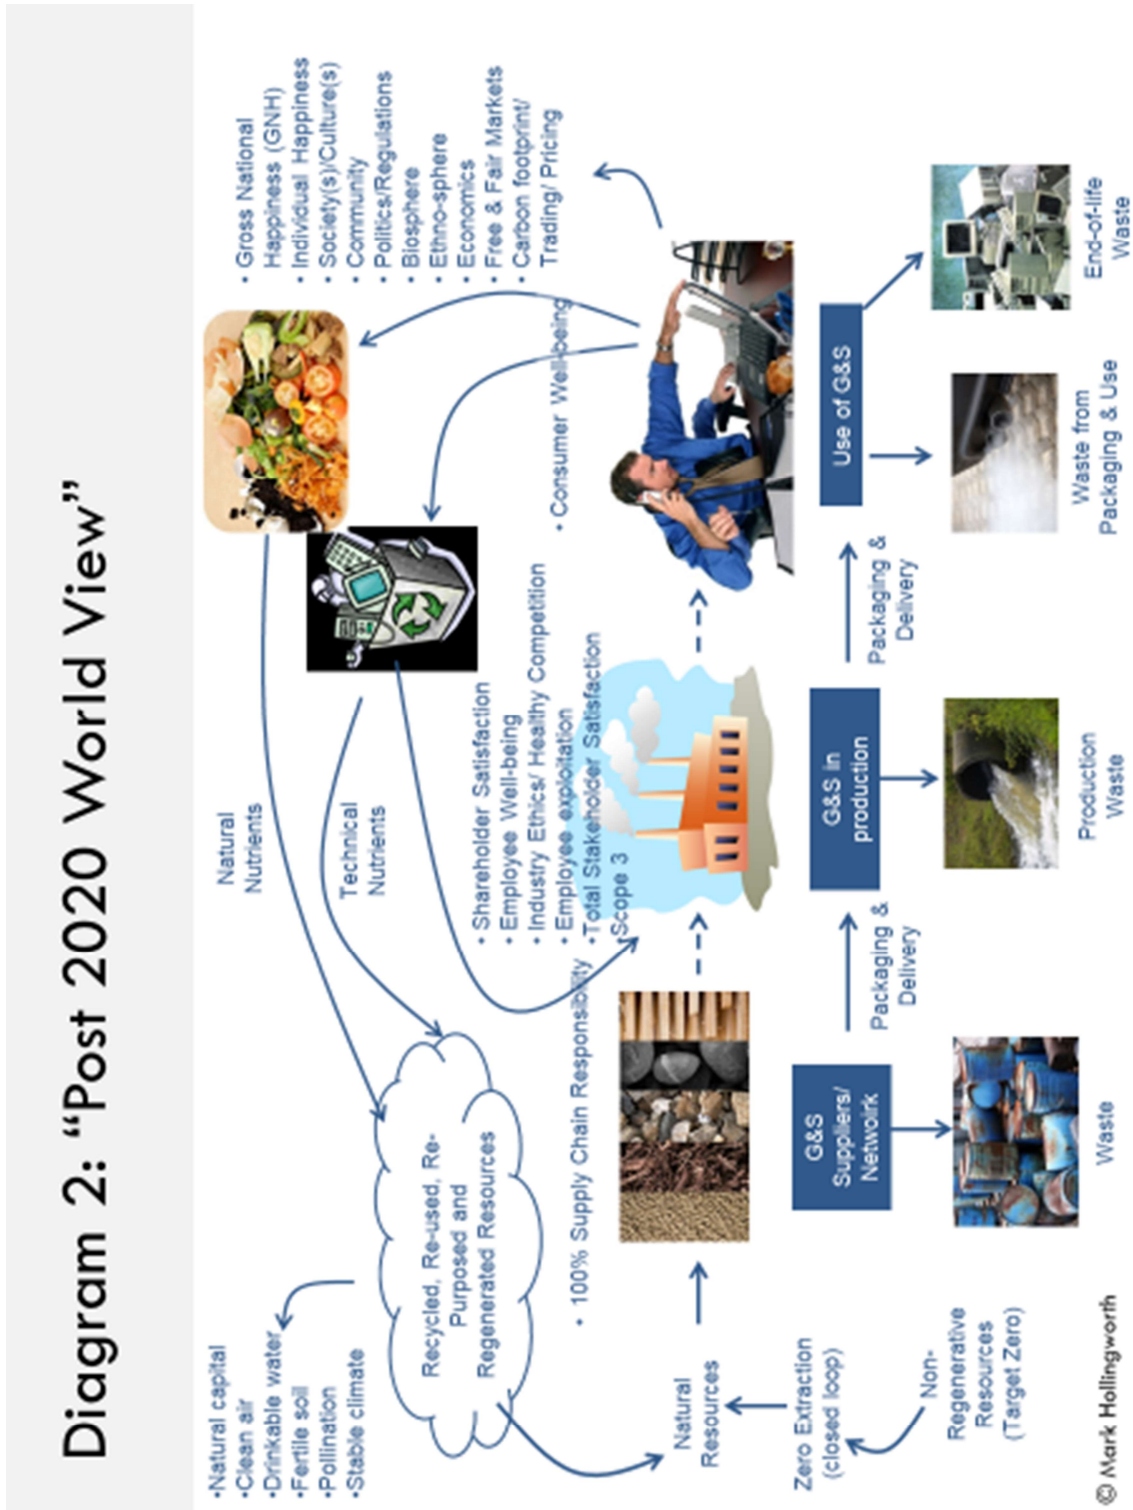 Diagram 2: “Post 2020 World View”
•Natural capital
•Clean air
•Drinkable water
•Fertile soil
•Pollination
•Stable climate
Natural
Nutrients
Technical
Nutrients
• Gross National
Happiness (GNH)
• Individual Happiness
• Society(s)/Culture(s)
• Community
• Politics/Regulations
• Biosphere
• Ethno-sphere
• Economics
• Free & Fair Markets
• Carbon footprint/
Trading/ Pricing
Recycled, Re-used, Re-
Purposed and
Regenerated Resources
• Shareholder Satisfaction
• Employee Well-being
• Industry Ethics/ Healthy Competition
• Employee exploitation
•Total Stakeholder Satisfaction
•Scope 3
• Consumer Well-being
• 100% Supply Chain Responsibility
Natural
Resources
Zero Extraction
(closed loop)
Non-
Regenerative
Resources
(Target Zero)
G&S
Suppliers/
Netwoirk
Packaging &
Delivery
G&S in
production
Packaging &
Delivery
Use of G&S
Waste
Production
Waste
Waste from
Packaging & Use
End-of-life
Waste
© Mark Hollingworth